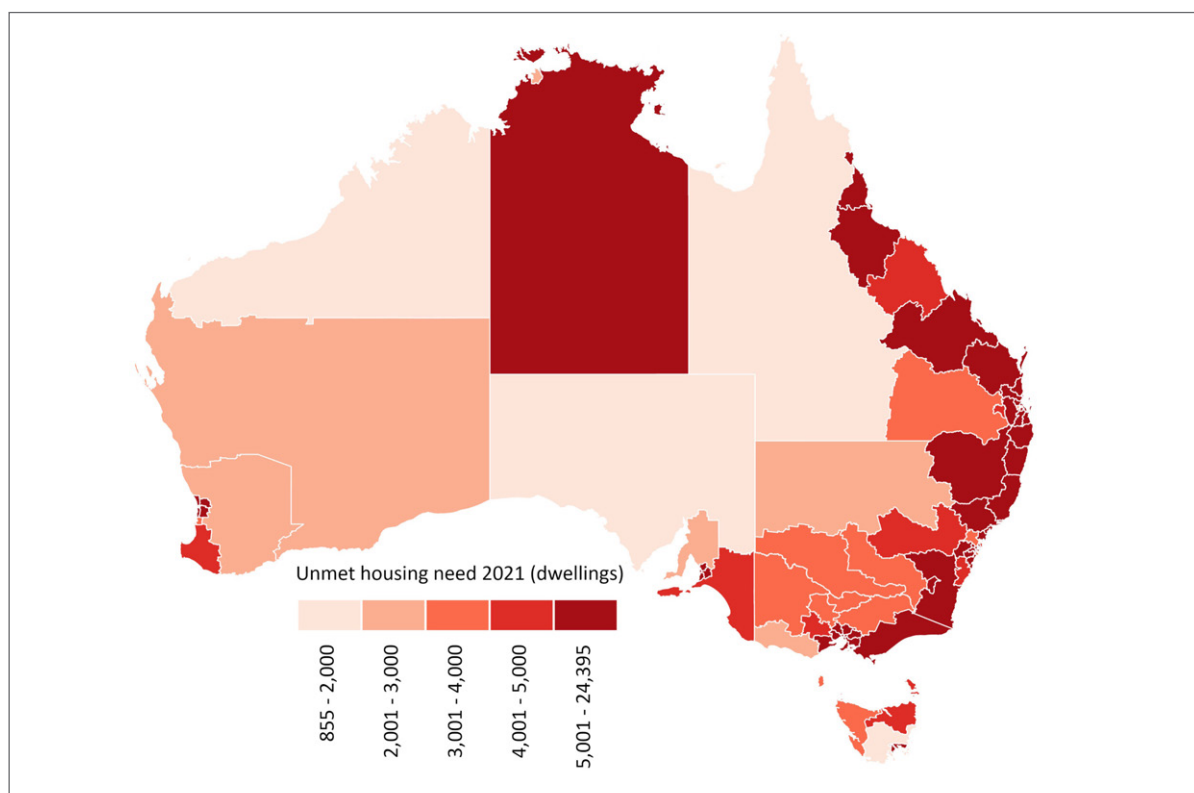 Unmet housing need 2021 (dwellings)
855 - 2,000
2,001 - 3,000
3,001 - 4,000
4,001 - 5,000
5,001 - 24,395